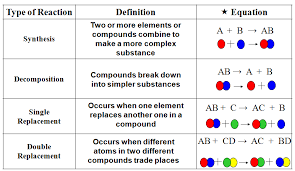 Type of Reaction Definition ★ Equation
Synthesis
Two or more elements or
compounds combine to
make a more complex
substance
A + B → AB
Decomposition
Compounds break down
into simpler substances
AB → A + B
Single
Replacement
Occurs when one element
replaces another one in a
compound
AB + C → AC + B
Double
Replacement
Occurs when different
atoms in two different
compounds trade places
AB + CD → AC + BD